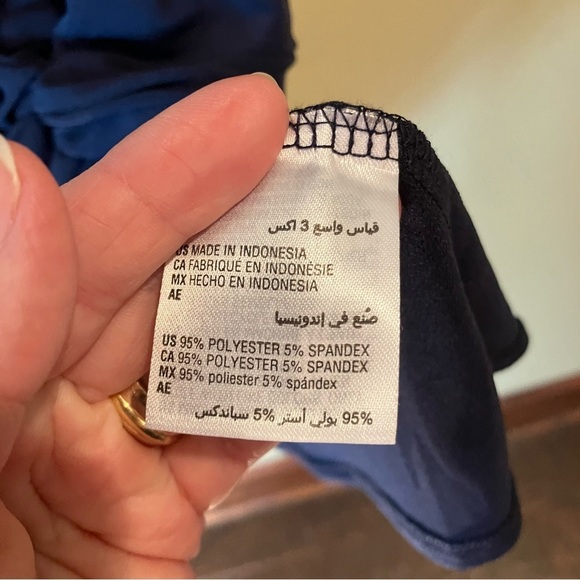 قياس واسع 3 اكس
US MADE IN INDONESIA
CA FABRIQUÉ EN INDONÉSIE
MX HECHO EN INDONESIA
AE
صُنع في إندونيسيا
US 95% POLYESTER 5% SPANDEX
CA 95% POLYESTER 5% SPANDEX
MX 95% poliester 5% spándex
AE
95% بولي أستر 5% سباندكس